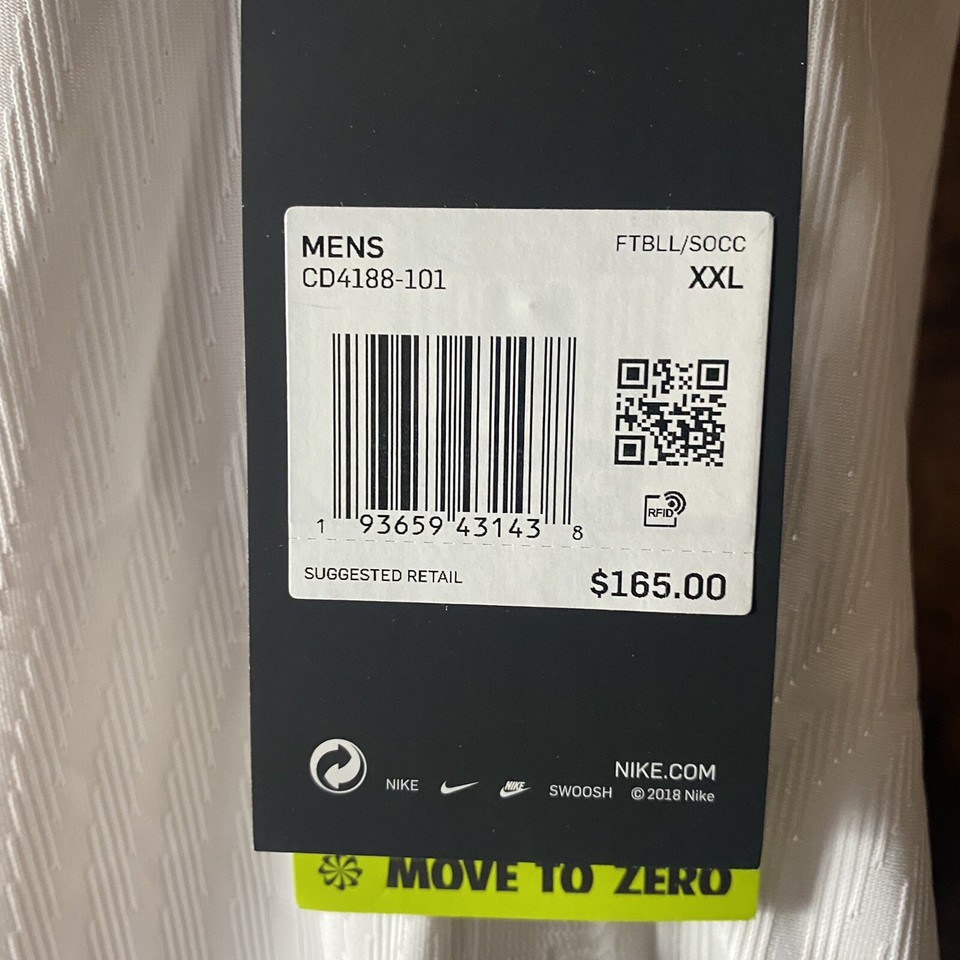 MENS
FTBLL/SOCC
CD4188-101
XXL
1 93659 43143 8
RFID
SUGGESTED RETAIL
$165.00
NIKE.COM
NIKE NIKE SWOOSH ©2018 Nike
MOVE TO ZERO